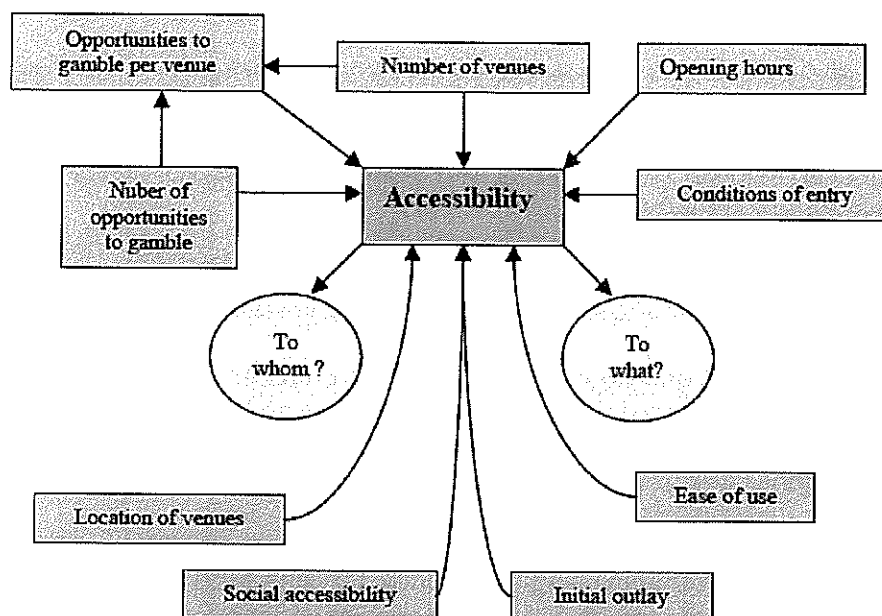 Opportunities to
gamble per venue
Number of venues
Opening hours
Nuber of
opportunities
to gamble
Accessibility
Conditions of entry
To
whom ?
To
what?
Location of venues
Ease of use
Social accessibility
Initial outlay